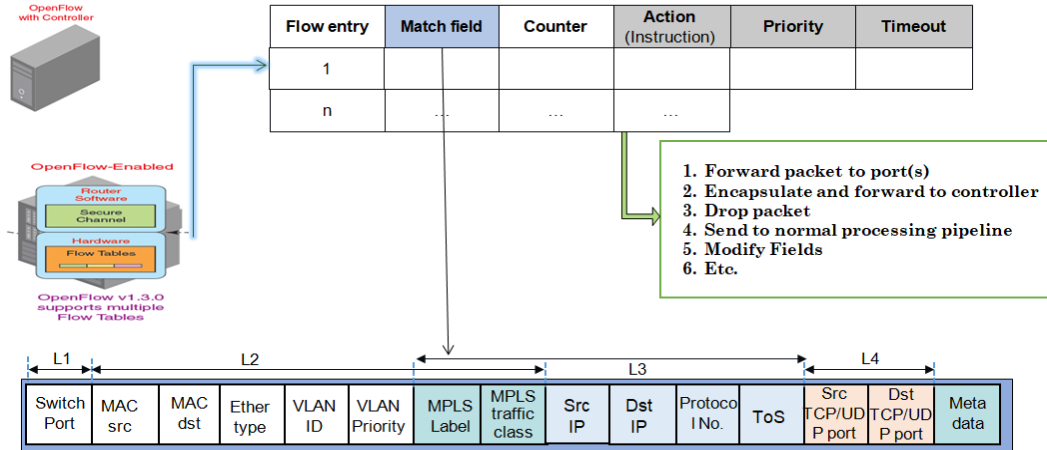 OpenFlow
with Controller
Flow entry
Match field
Counter
Action
(Instruction)
Priority
Timeout
1
n
...
...
...
OpenFlow-Enabled
Router
Software
Secure
Channel
Hardware
Flow Tables
OpenFlow v1.3.0
supports multiple
Flow Tables
1. Forward packet to port(s)
2. Encapsulate and forward to controller
3. Drop packet
4. Send to normal processing pipeline
5. Modify Fields
6. Etc.
L1
L2
L3
L4
Switch
Port
MAC
src
MAC
dst
Ether
type
VLAN
ID
VLAN
Priority
MPLS
Label
MPLS
traffic
class
Src
IP
Dst
IP
Protoco
l No.
ToS
Src
TCP/UD
P port
Dst
TCP/UD
P port
Meta
data